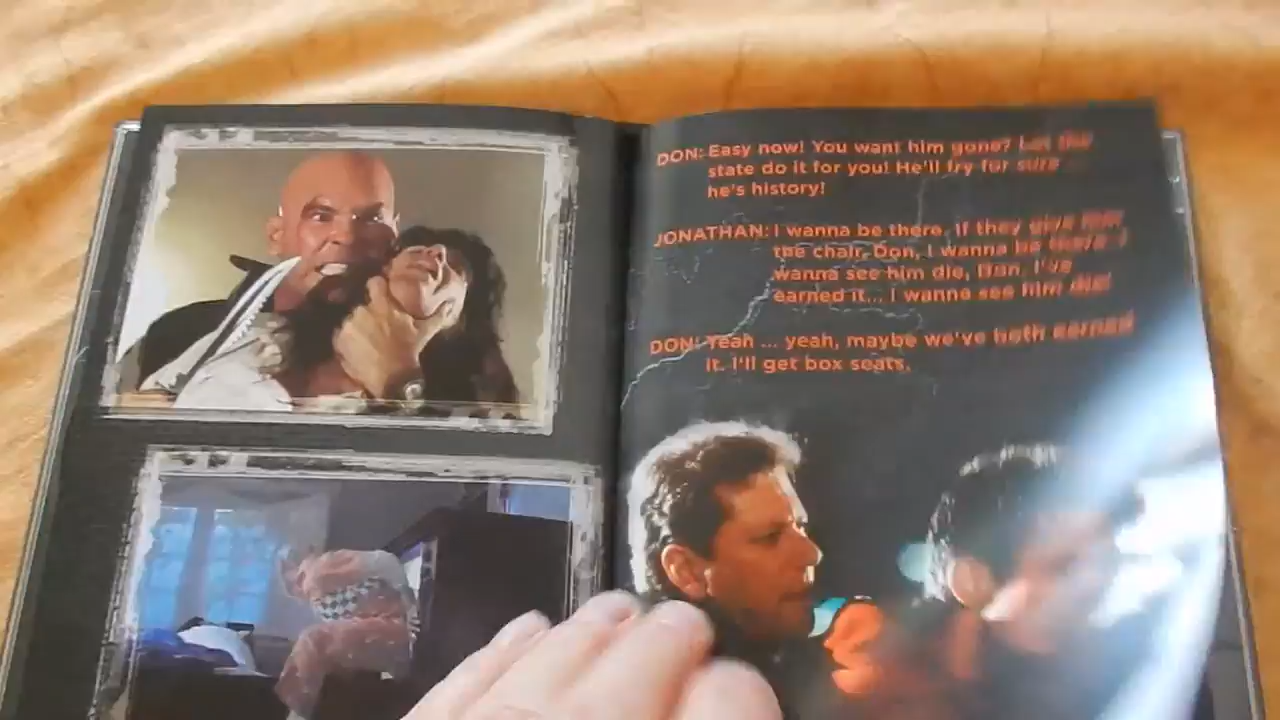 DON: Easy now! You want him gone? Let the
state do it for you! He'll fry for sure ...
he's history!
JONATHAN: I wanna be there. If they give him
the chair, Don, I wanna be there. I
wanna see him die, Don. I've
earned it... I wanna see him die!
DON: Yeah ... yeah, maybe we've both earned
it. I'll get box seats.